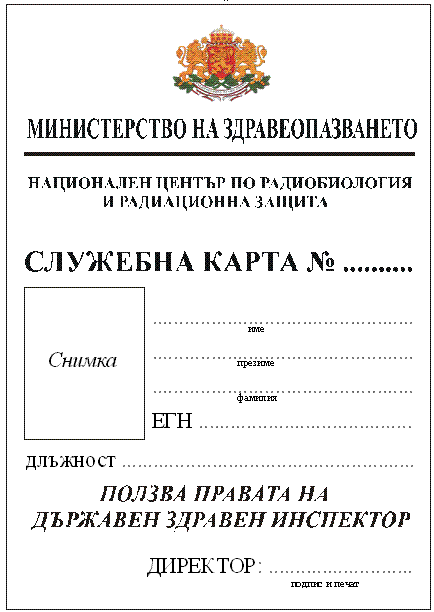 МИНИСТЕРСТВО НА ЗДРАВЕОПАЗВАНЕТО
НАЦИОНАЛЕН ЦЕНТЪР ПО РАДИОБИОЛОГИЯ
И РАДИАЦИОННА ЗАЩИТА
СЛУЖЕБНА КАРТА № ..........
Снимка
име
презиме
фамилия
ЕГН ......................................
ДЛЪЖНОСТ ....................................................
ПОЛЗВА ПРАВАТА НА
ДЪРЖАВЕН ЗДРАВЕН ИНСПЕКТОР
ДИРЕКТОР: ..........................
подпис и печат